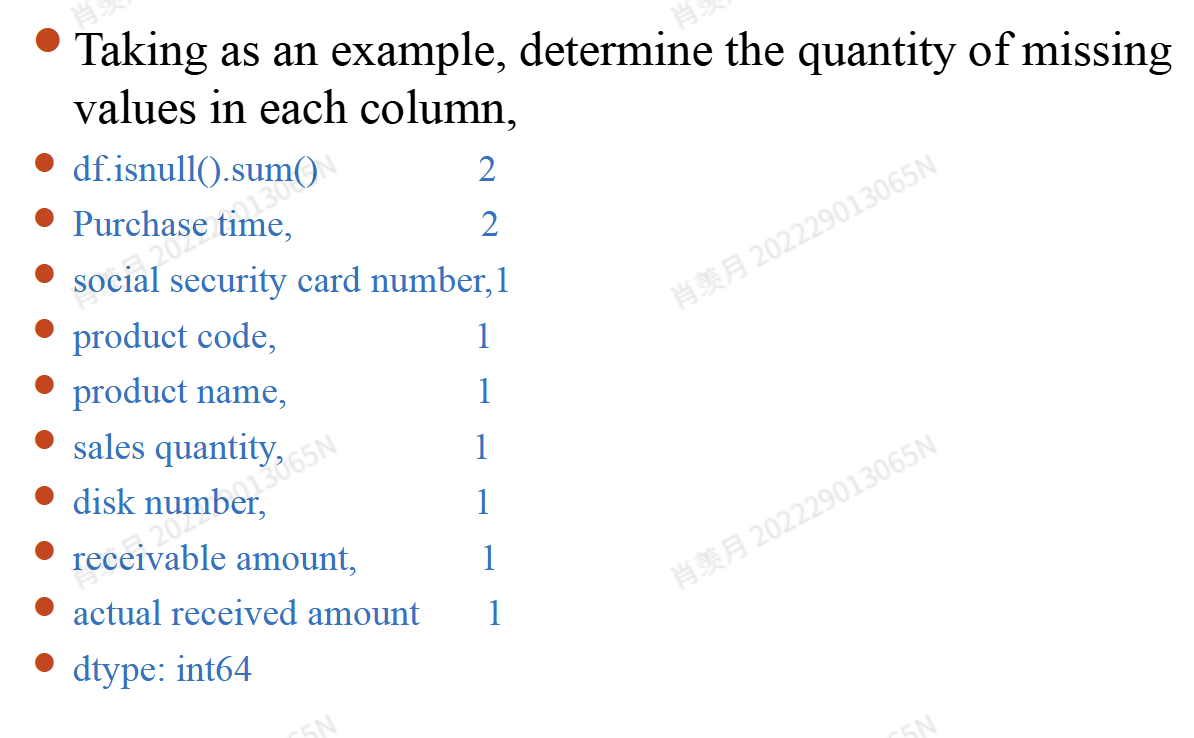 Taking as an example, determine the quantity of missing
values in each column,
df.isnull().sum() 2
Purchase time, 2
social security card number,1
product code, 1
product name, 1
sales quantity, 1
disk number, 1
receivable amount, 1
actual received amount 1
dtype: int64
肖羡月 202229013065N
肖羡月 202229013065N
肖羡月 202229013065N
肖羡月 202229013065N